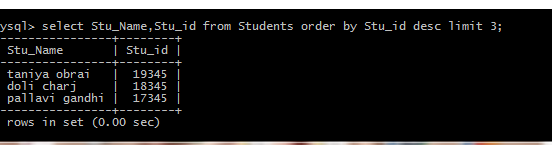 ysql> select Stu_Name,Stu_id from Students order by Stu_id desc limit 3;
----------------+--------+
Stu_Name        | Stu_id |
----------------+--------+
taniya obrai    |  19345 |
doli charj      |  18345 |
pallavi gandhi  |  17345 |
----------------+--------+
rows in set (0.00 sec)